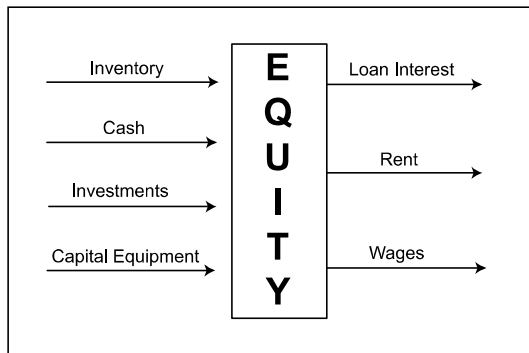 Inventory
Cash
Investments
Capital Equipment
E
Q
U
I
T
Y
Loan Interest
Rent
Wages